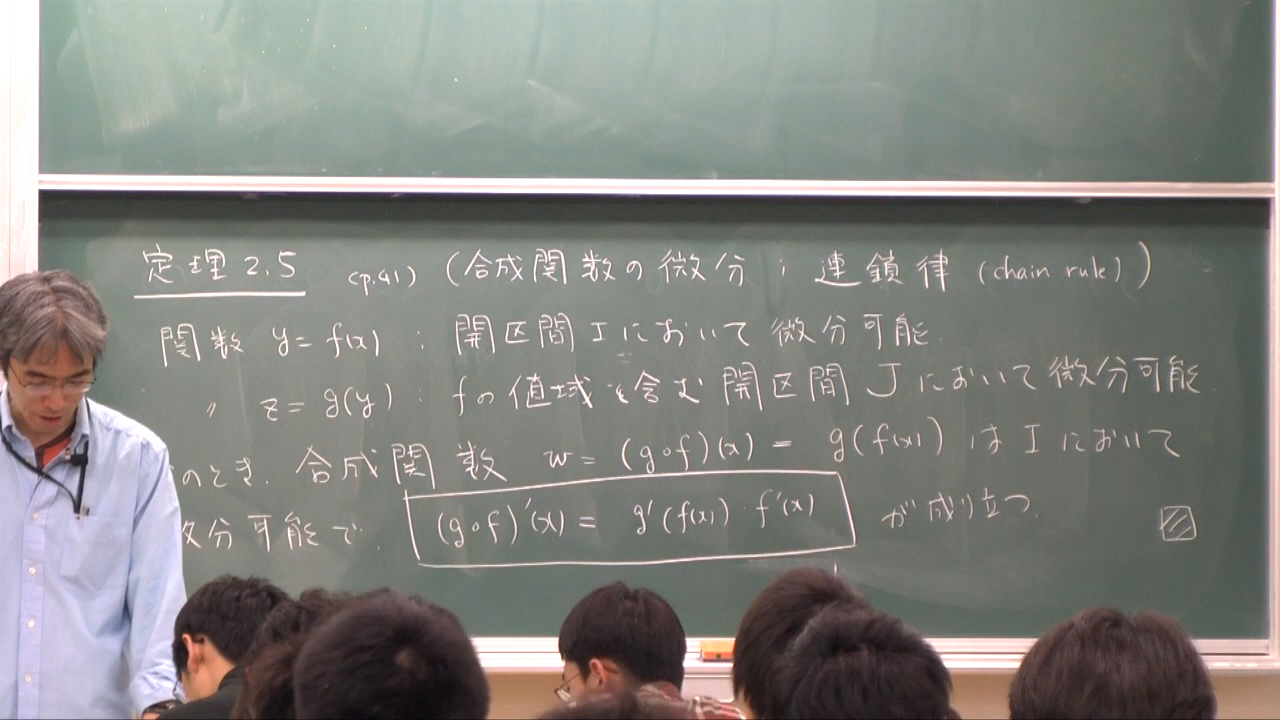 定理 2.5 (p.41) (合成関数の微分 ; 連鎖律 (chain rule))
関数 y = f(x) : 開区間 I において 微分可能.
〃 z = g(y) : fの値域を含む開区間 J において微分可能.
のとき. 合成関数 w = (g∘f)(x) = g(f(x)) は I において
分可能で. (g∘f)'(x) = g'(f(x))・f'(x) が成り立つ.